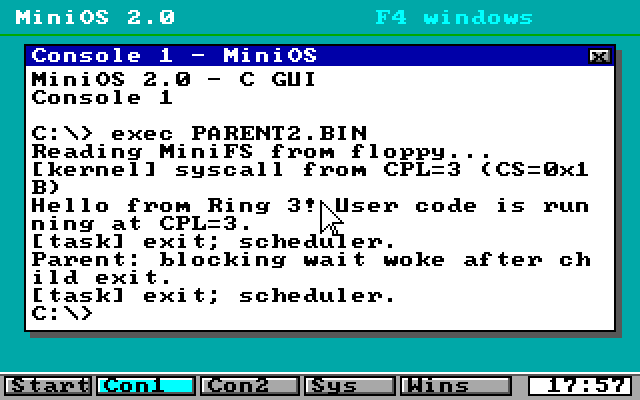 MiniOS 2.0 F4 windows
Console 1 - MiniOS
MiniOS 2.0 - C GUI
Console 1
C:\> exec PARENT2.BIN
Reading MiniFS from floppy...
[kernel] syscall from CPL=3 (CS=0x1
B)
Hello from Ring 3! User code is run
ning at CPL=3.
[task] exit; scheduler.
Parent: blocking wait woke after ch
ild exit.
[task] exit; scheduler.
C:\>
Start Con1 Con2 Sys Wins 17:57